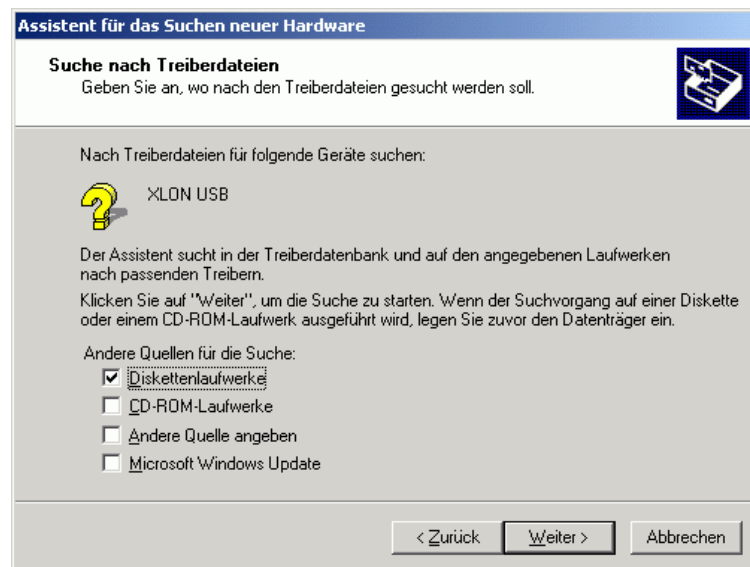 Assistent für das Suchen neuer Hardware
Suche nach Treiberdateien
Geben Sie an, wo nach den Treiberdateien gesucht werden soll.
Nach Treiberdateien für folgende Geräte suchen:
XLON USB
Der Assistent sucht in der Treiberdatenbank und auf den angegebenen Laufwerken
nach passenden Treibern.
Klicken Sie auf "Weiter", um die Suche zu starten. Wenn der Suchvorgang auf einer Diskette
oder einem CD-ROM-Laufwerk ausgeführt wird, legen Sie zuvor den Datenträger ein.
Andere Quellen für die Suche:
Diskettenlaufwerke
CD-ROM-Laufwerke
Andere Quelle angeben
Microsoft Windows Update
< Zurück Weiter > Abbrechen